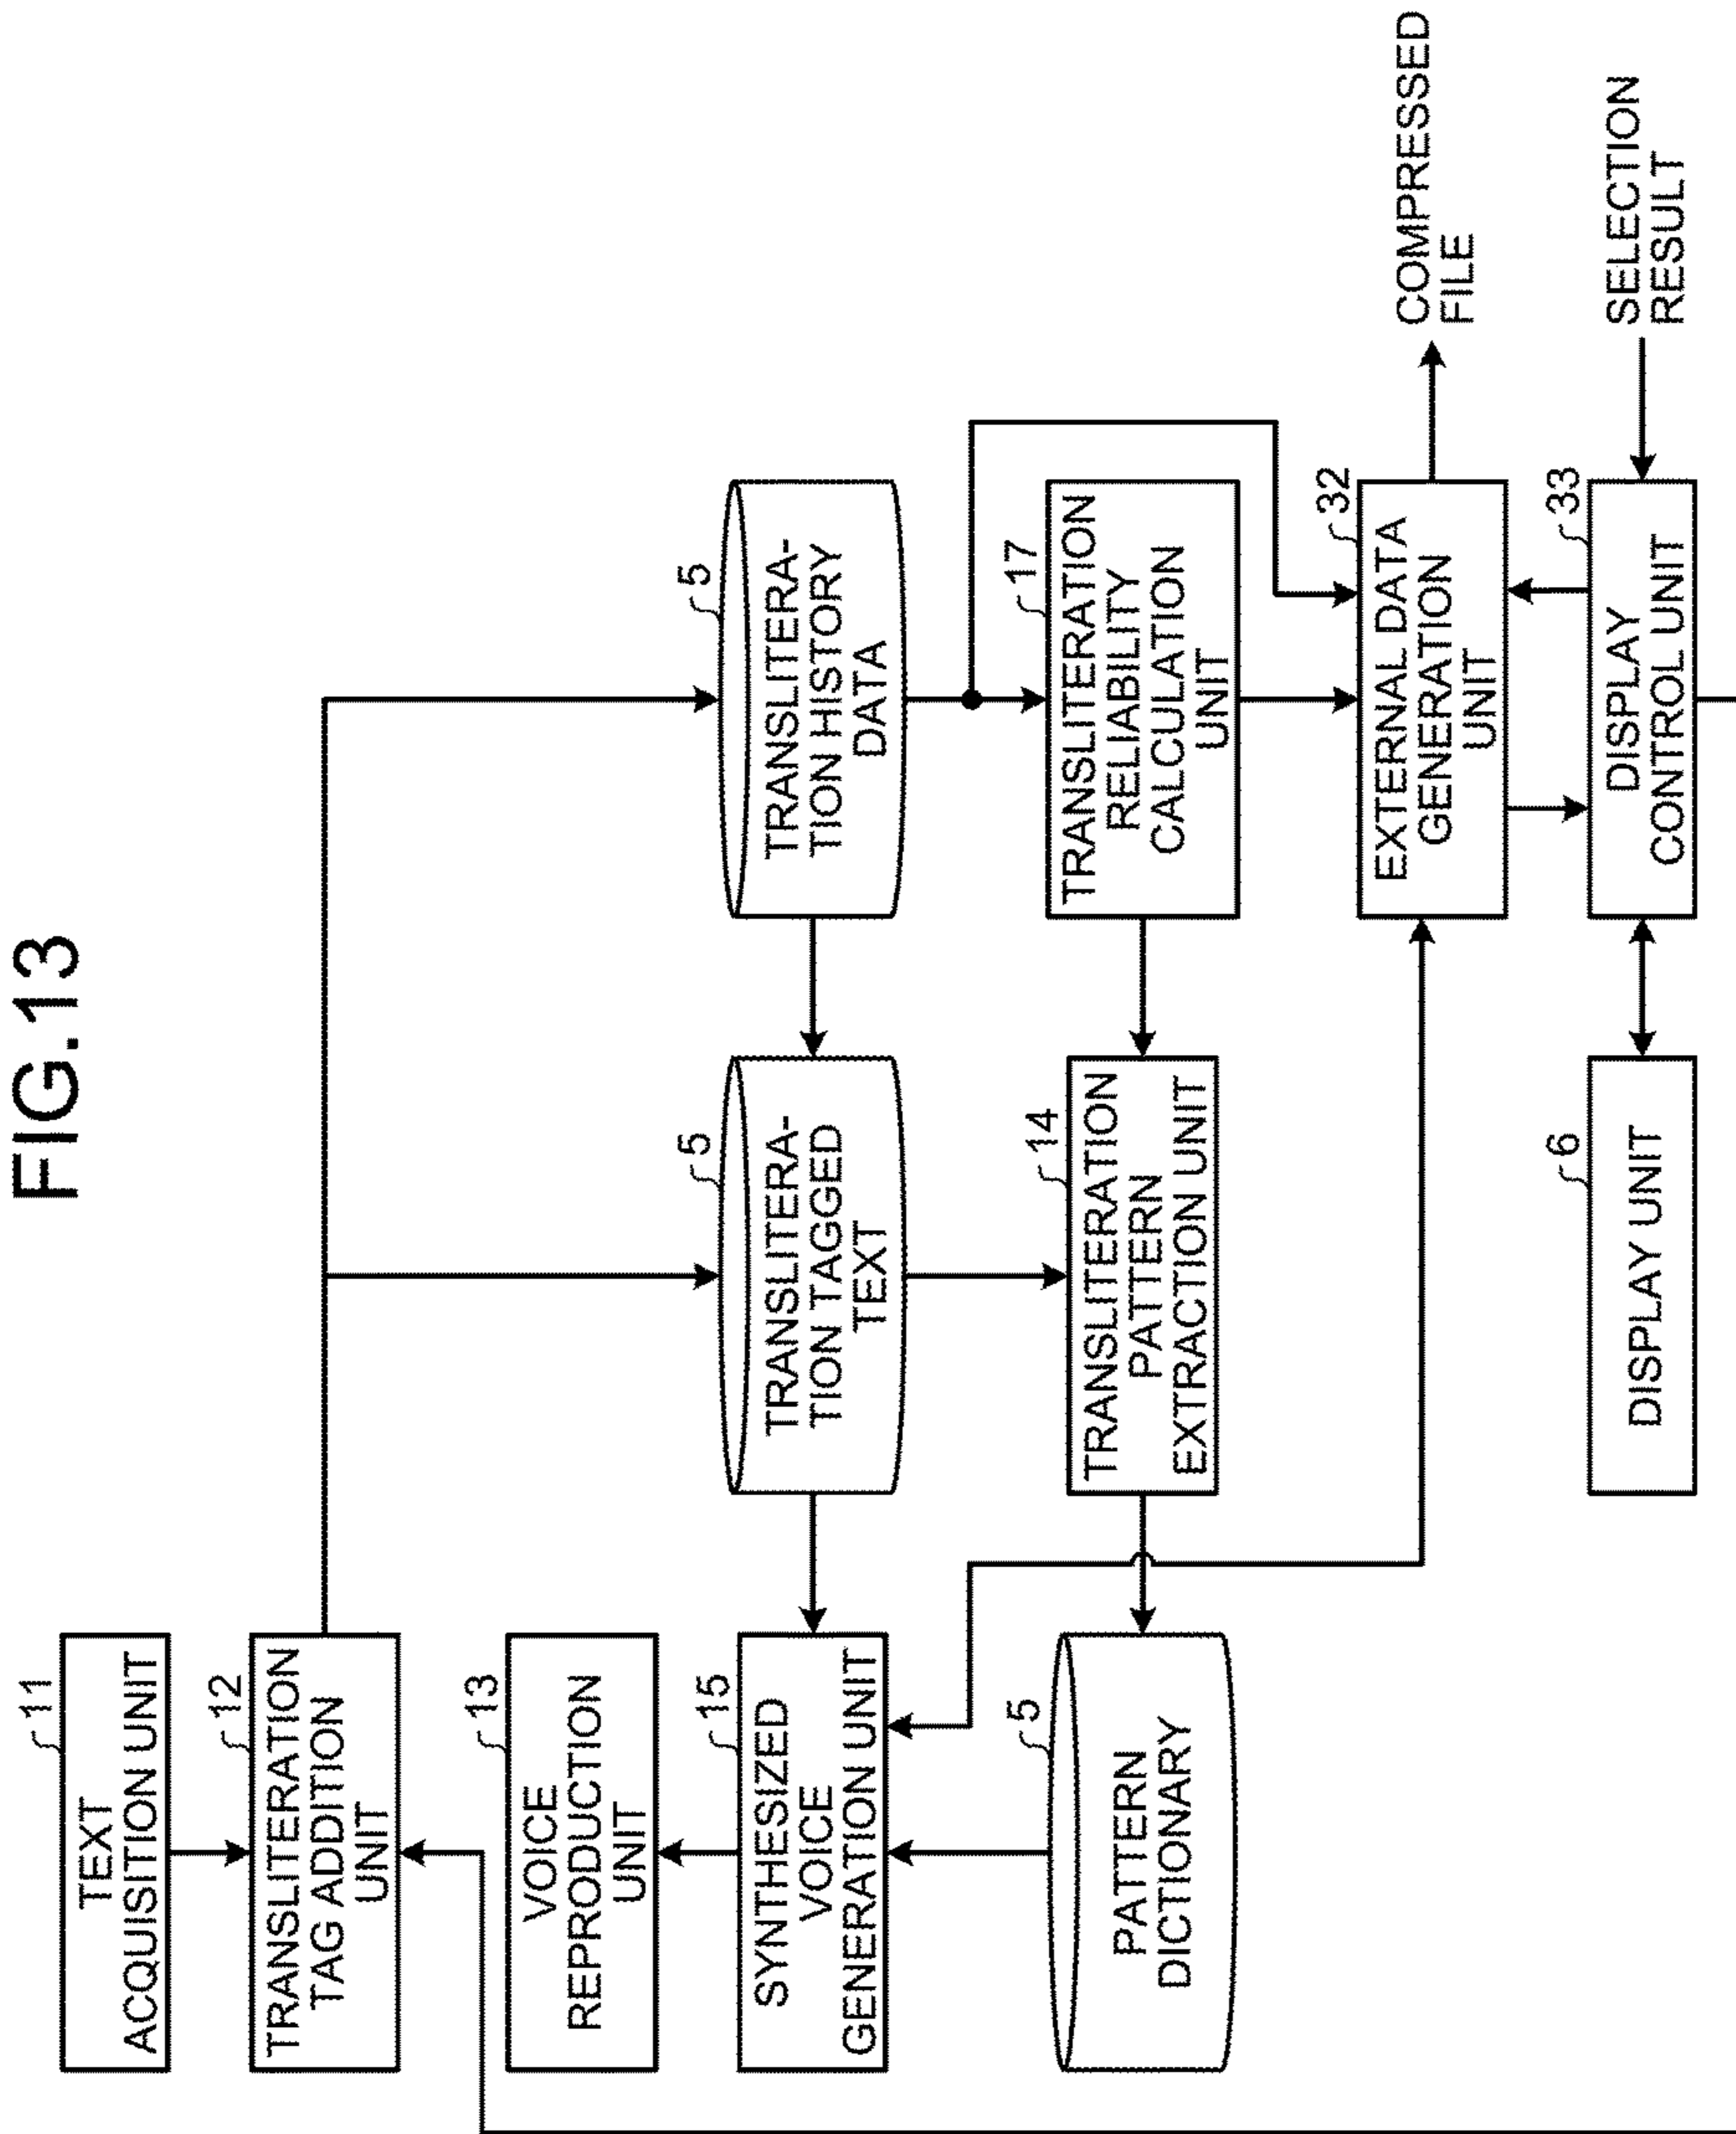 FIG.13
11
TEXT
ACQUISITION UNIT
12
TRANSLITERATION
TAG ADDITION
UNIT
13
VOICE
REPRODUCTION
UNIT
15
SYNTHESIZED
VOICE
GENERATION UNIT
5
PATTERN
DICTIONARY
5
TRANSLITERA-
TION TAGGED
TEXT
14
TRANSLITERATION
PATTERN
EXTRACTION UNIT
6
DISPLAY UNIT
5
TRANSLITERA-
TION HISTORY
DATA
17
TRANSLITERATION
RELIABILITY
CALCULATION
UNIT
32
EXTERNAL DATA
GENERATION
UNIT
33
DISPLAY
CONTROL UNIT
COMPRESSED
FILE
SELECTION
RESULT